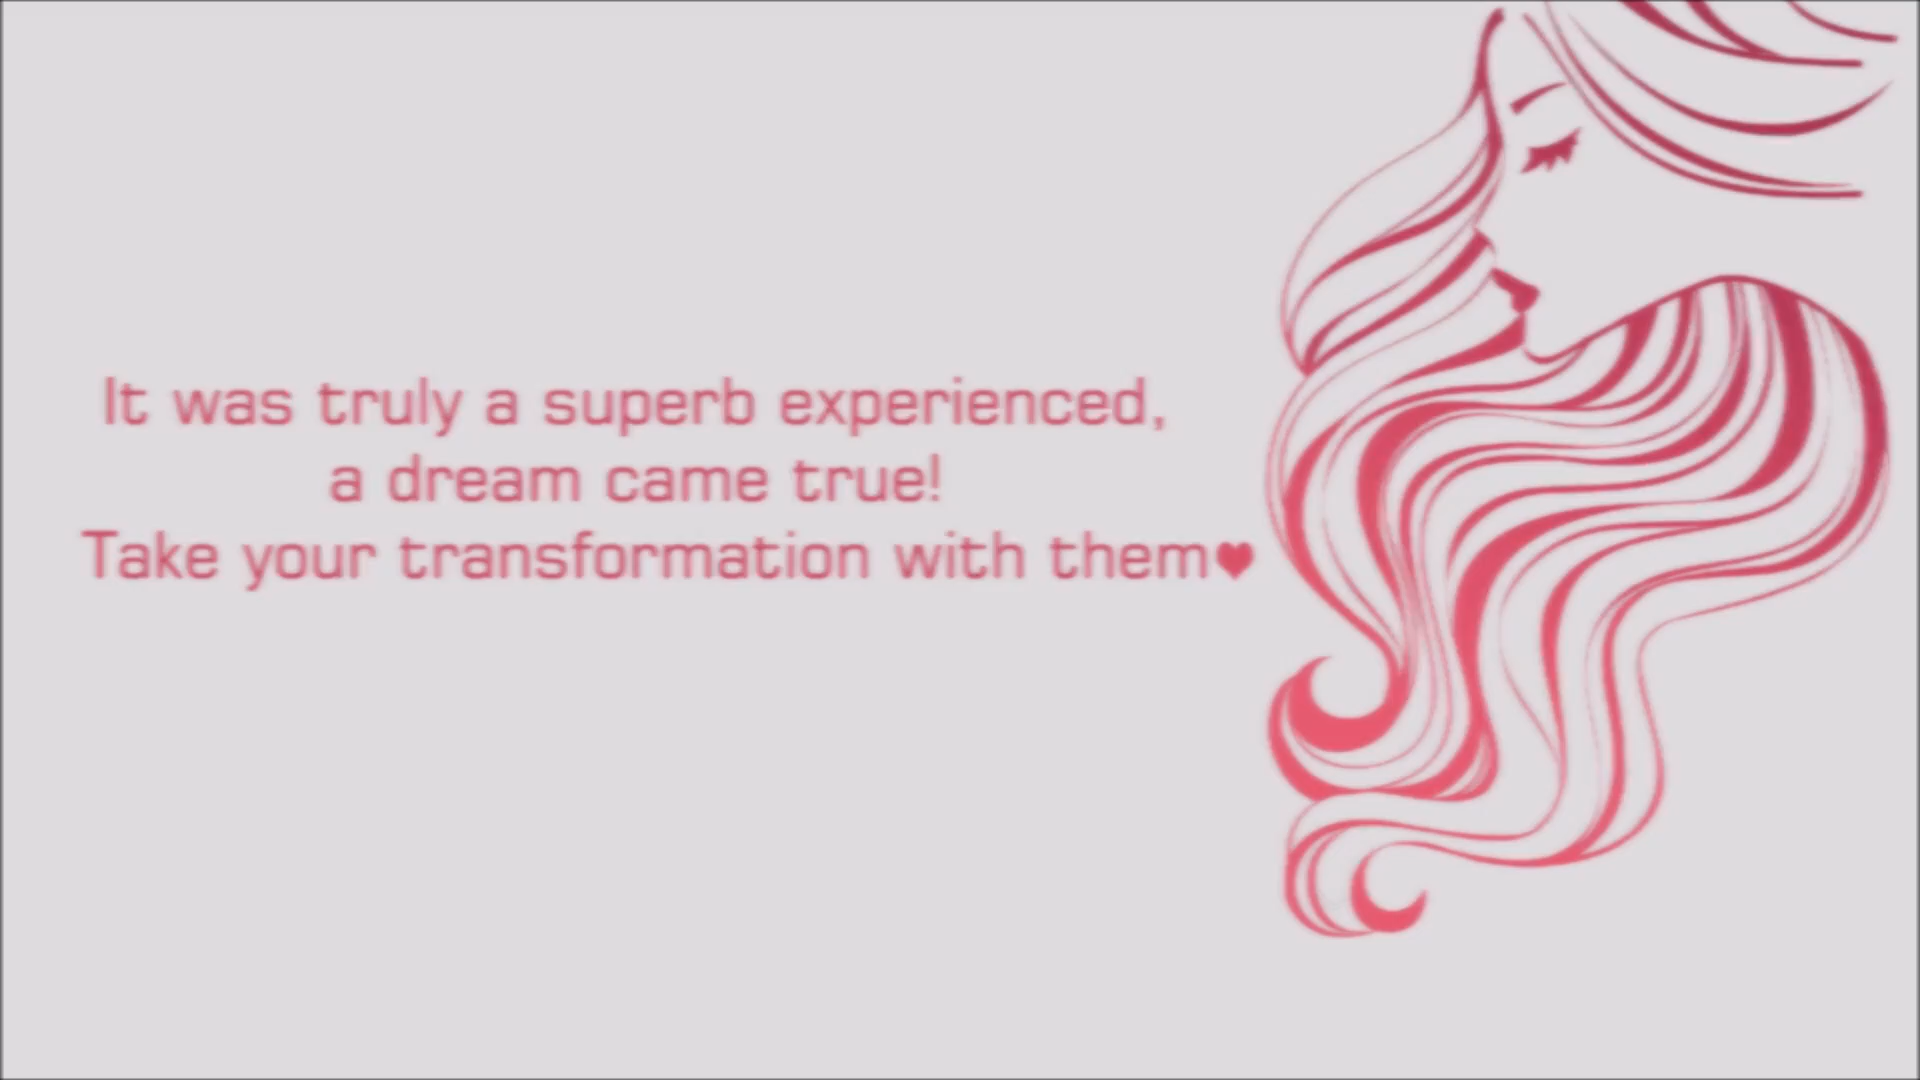 It was truly a superb experienced,
a dream came true!
Take your transformation with them♥